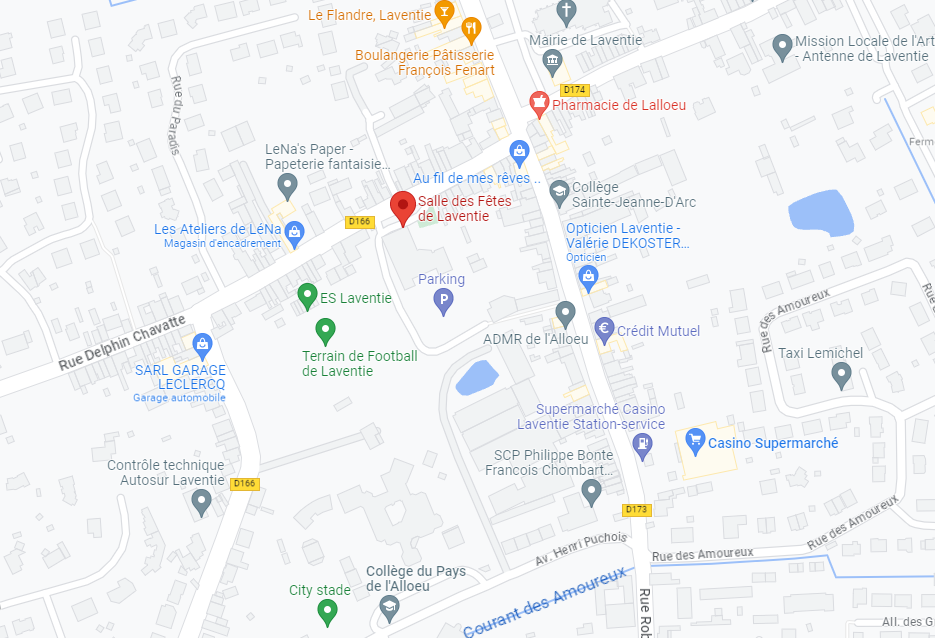 Le Flandre, Laventie
Mairie de Laventie
Mission Locale de l'Art
- Antenne de Laventie
Boulangerie Pâtisserie
François Fenart
D174
Pharmacie de Lalloeu
Rue du Paradis
LeNa's Paper -
Papeterie fantaisie...
Au fil de mes rêves ..
Collège
Sainte-Jeanne-D'Arc
Salle des Fêtes
de Laventie
D166
Les Ateliers de LéNa
Magasin d'encadrement
Opticien Laventie -
Valérie DEKOSTER...
Opticien
Parking
P
ES Laventie
Rue des Amoureux
Rue Delphin Chavatte
Terrain de Football
de Laventie
ADMR de l'Alloeu
€
Crédit Mutuel
Taxi Lemichel
SARL GARAGE
LECLERCQ
Garage automobile
Supermarché Casino
Laventie Station-service
Casino Supermarché
SCP Philippe Bonte
Francois Chombart...
Contrôle technique
Autosur Laventie
D166
D173
Rue des Amoureux
Av. Henri Puchois
Rue des Amoureux
Collège du Pays
de l'Alloeu
City stade
Courant des Amoureux
Rue Rob
All. des G
Ferm
Rue